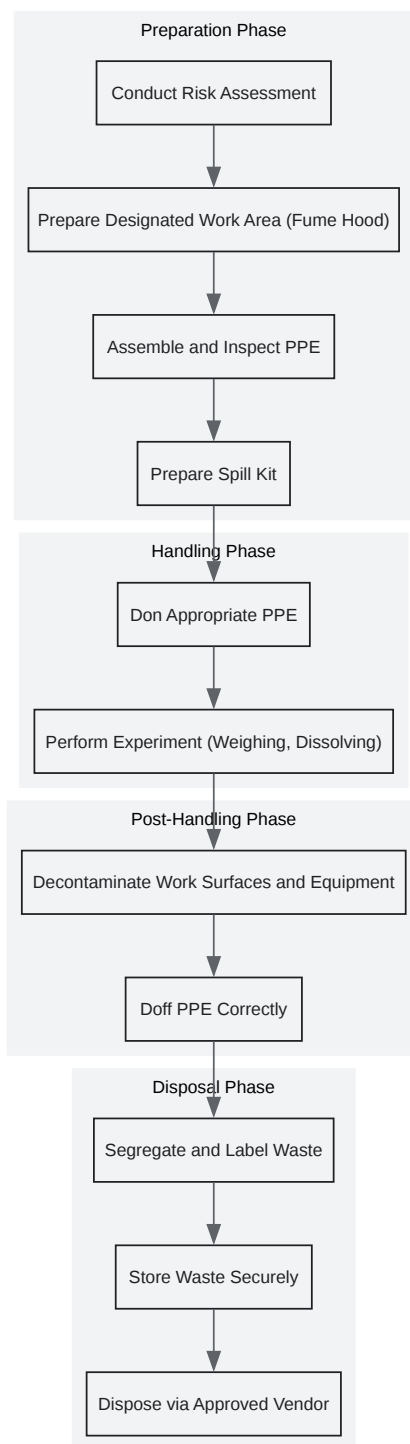 Preparation Phase
Conduct Risk Assessment
Prepare Designated Work Area (Fume Hood)
Assemble and Inspect PPE
Prepare Spill Kit
Handling Phase
Don Appropriate PPE
Perform Experiment (Weighing, Dissolving)
Post-Handling Phase
Decontaminate Work Surfaces and Equipment
Doff PPE Correctly
Disposal Phase
Segregate and Label Waste
Store Waste Securely
Dispose via Approved Vendor